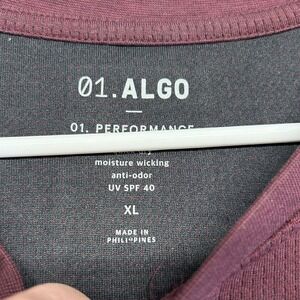 01.ALGO
01. PERFORMANCE
moisture wicking
anti-odor
UV SPF 40
XL
MADE IN
PHILIPPINES